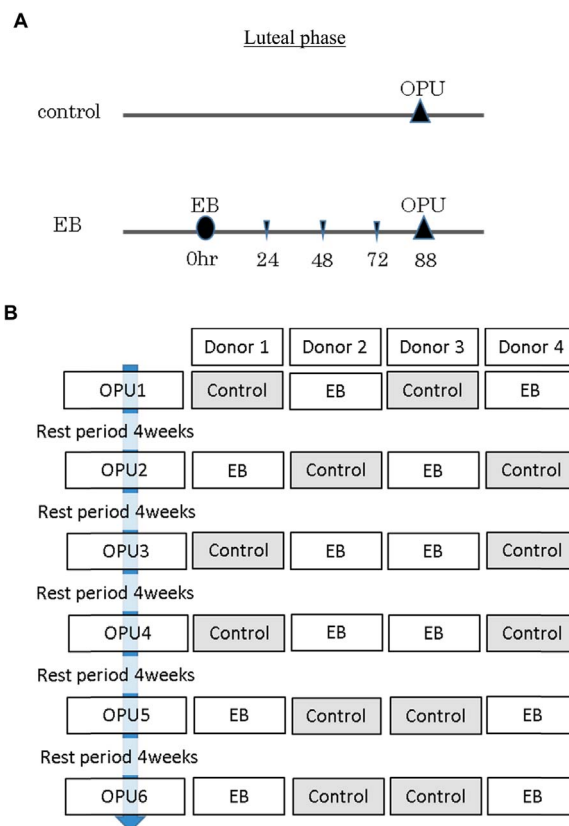 A
Luteal phase
OPU
control
EB OPU
EB
0hr 24 48 72 88
B
Donor 1 Donor 2 Donor 3 Donor 4
OPU1 Control EB Control EB
Rest period 4weeks
OPU2 EB Control EB Control
Rest period 4weeks
OPU3 Control EB EB Control
Rest period 4weeks
OPU4 Control EB EB Control
Rest period 4weeks
OPU5 EB Control Control EB
Rest period 4weeks
OPU6 EB Control Control EB